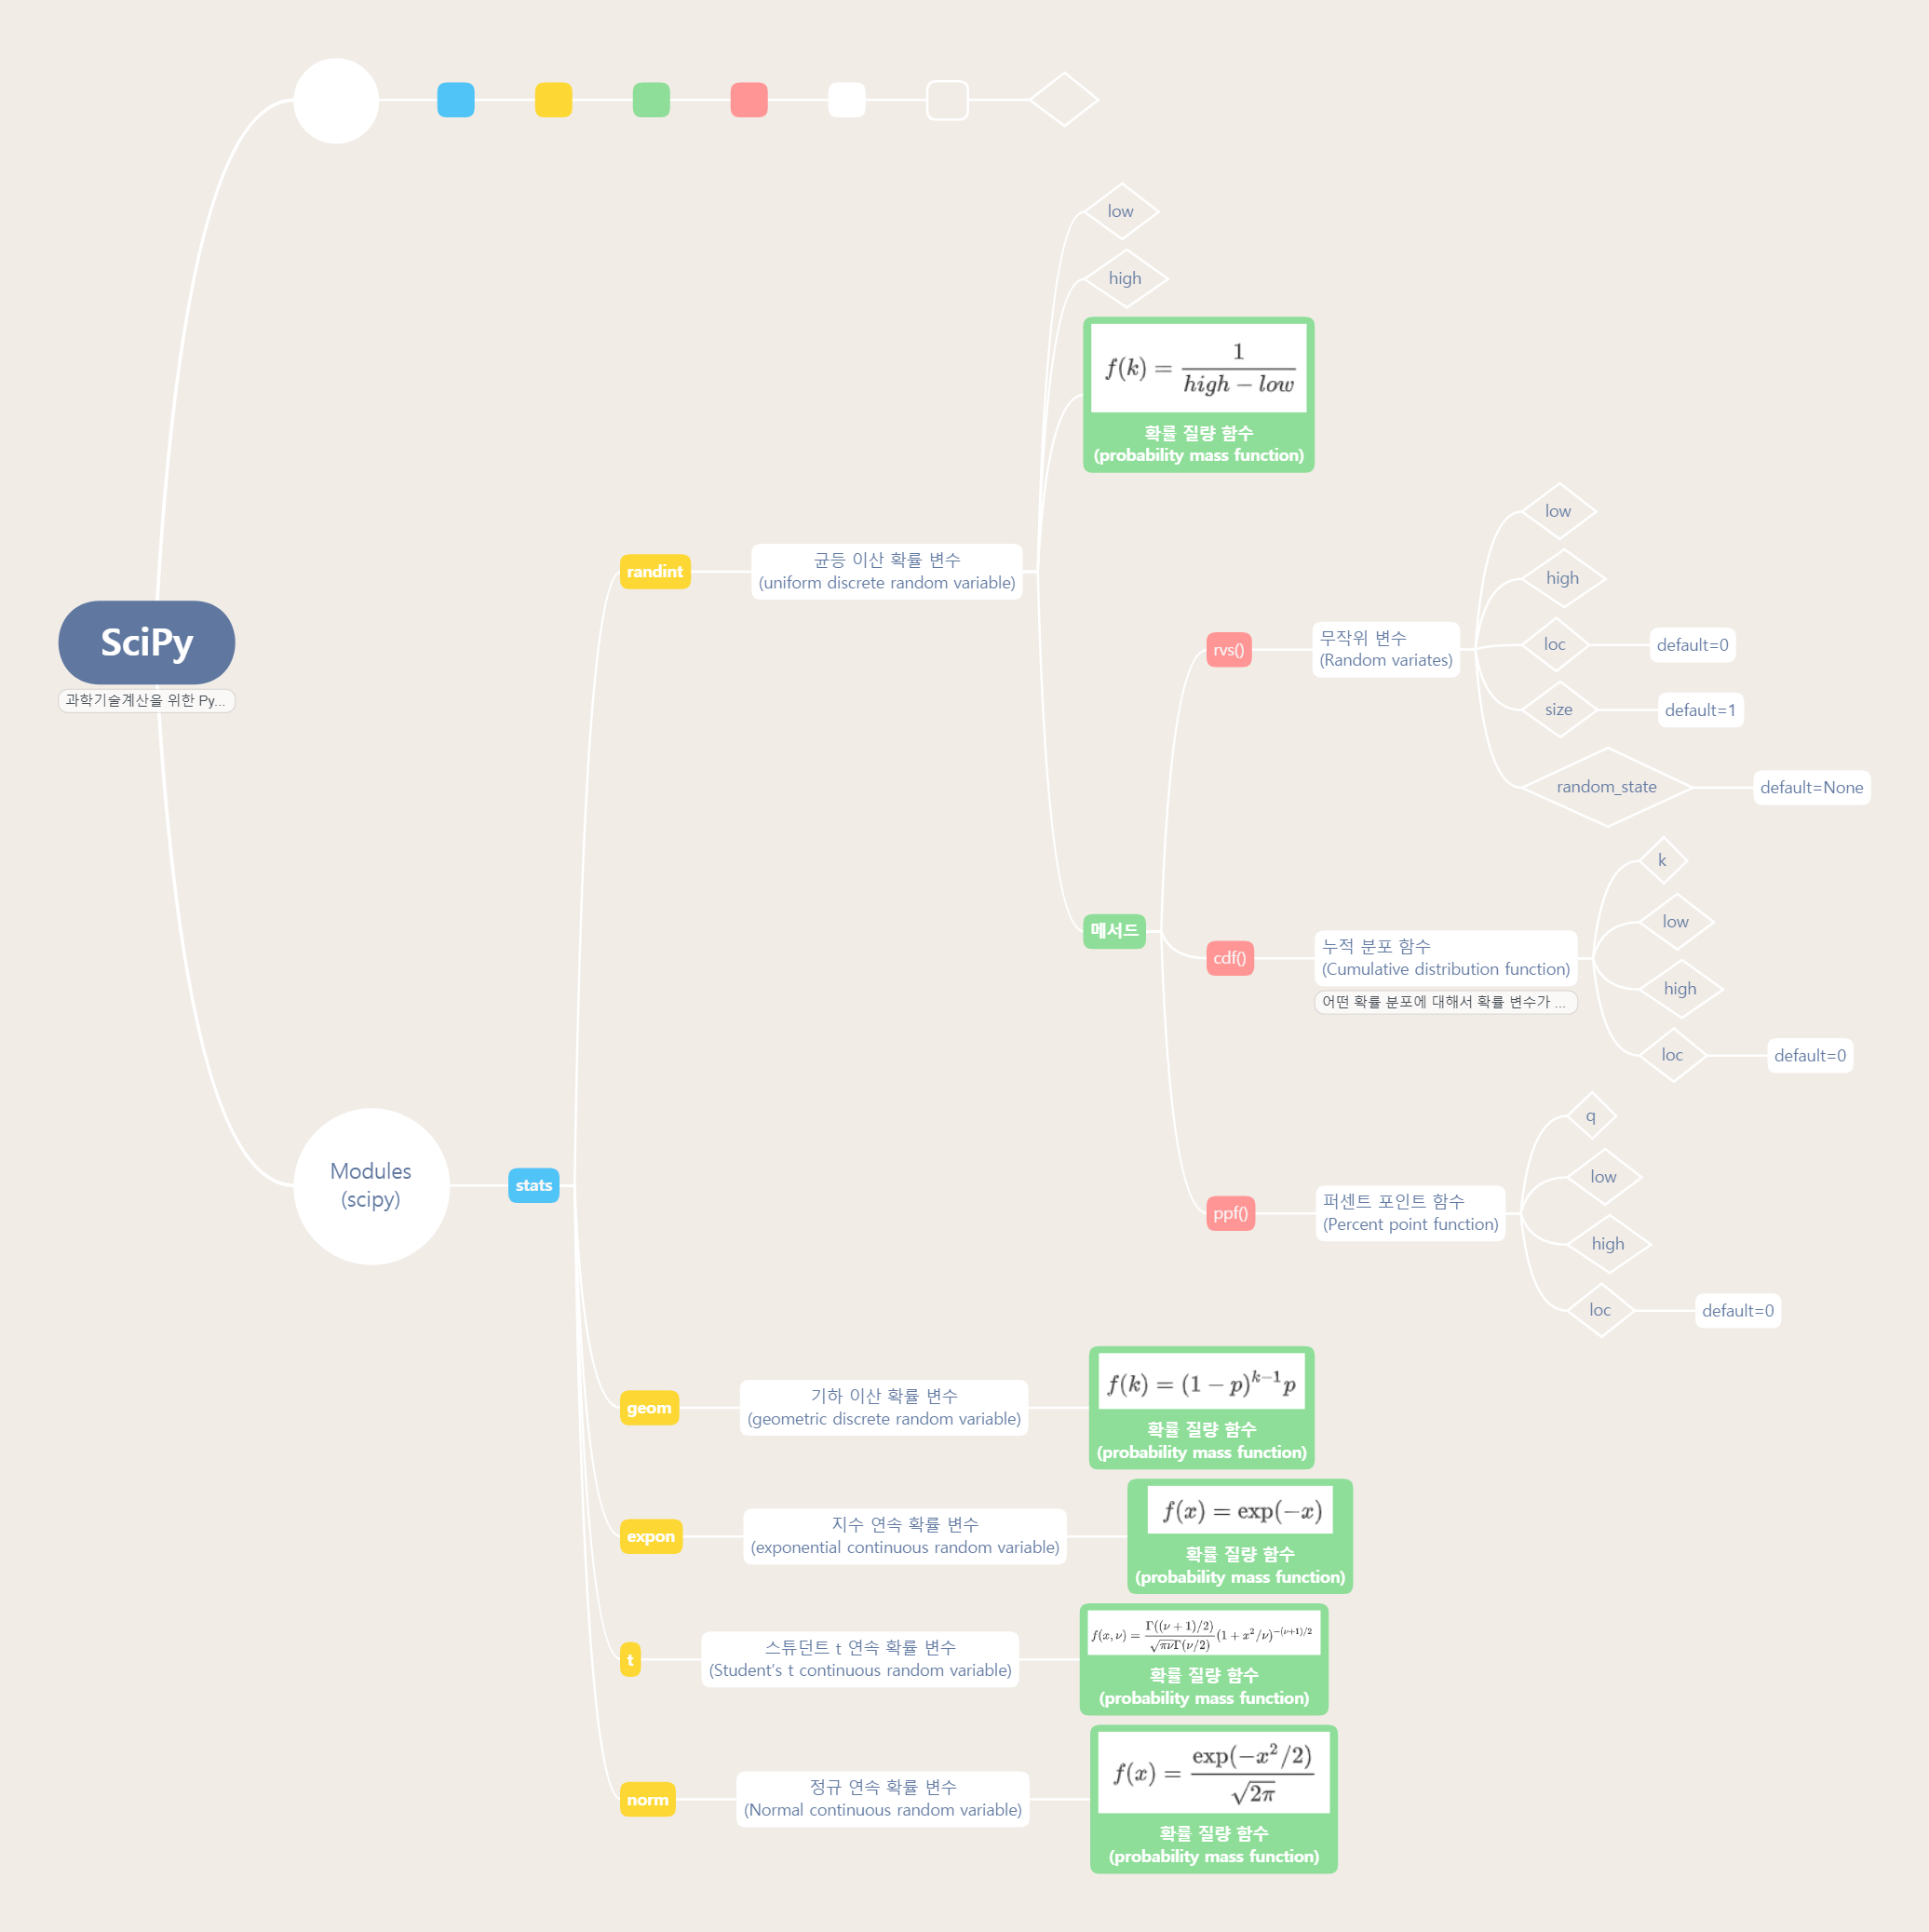 SciPy
과학기술계산을 위한 Py...
Modules
(scipy)
stats
randint
균등 이산 확률 변수
(uniform discrete random variable)
low
high
f(k) = \frac{1}{high - low}
확률 질량 함수
(probability mass function)
메서드
rvs()
무작위 변수
(Random variates)
low
high
loc
default=0
size
default=1
random_state
default=None
cdf()
누적 분포 함수
(Cumulative distribution function)
어떤 확률 분포에 대해서 확률 변수가 ...
k
low
high
loc
default=0
ppf()
퍼센트 포인트 함수
(Percent point function)
q
low
high
loc
default=0
geom
기하 이산 확률 변수
(geometric discrete random variable)
f(k) = (1 - p)^{k-1} p
확률 질량 함수
(probability mass function)
expon
지수 연속 확률 변수
(exponential continuous random variable)
f(x) = exp(-x)
확률 질량 함수
(probability mass function)
t
스튜던트 t 연속 확률 변수
(Student's t continuous random variable)
f(x, ν) = \frac{Γ((ν + 1)/2)}{\sqrt{πν}Γ(ν/2)} (1 + x^2/ν)^{-(ν+1)/2}
확률 질량 함수
(probability mass function)
norm
정규 연속 확률 변수
(Normal continuous random variable)
f(x) = \frac{exp(-x^2/2)}{\sqrt{2π}}
확률 질량 함수
(probability mass function)